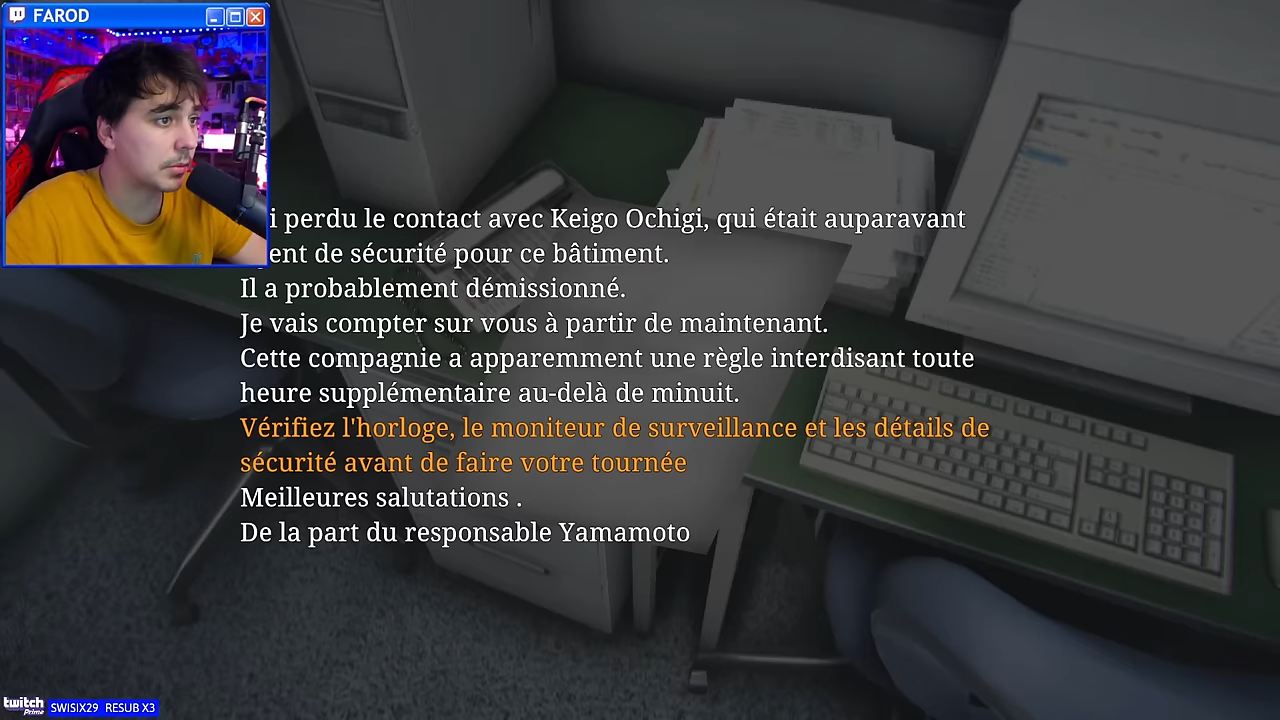 FAROD
i perdu le contact avec Keigo Ochigi, qui était auparavant
ent de sécurité pour ce bâtiment.
Il a probablement démissionné.
Je vais compter sur vous à partir de maintenant.
Cette compagnie a apparemment une règle interdisant toute
heure supplémentaire au-delà de minuit.
Vérifiez l'horloge, le moniteur de surveillance et les détails de
sécurité avant de faire votre tournée
Meilleures salutations .
De la part du responsable Yamamoto
twitch
Prime
SWISIX29 RESUB X3